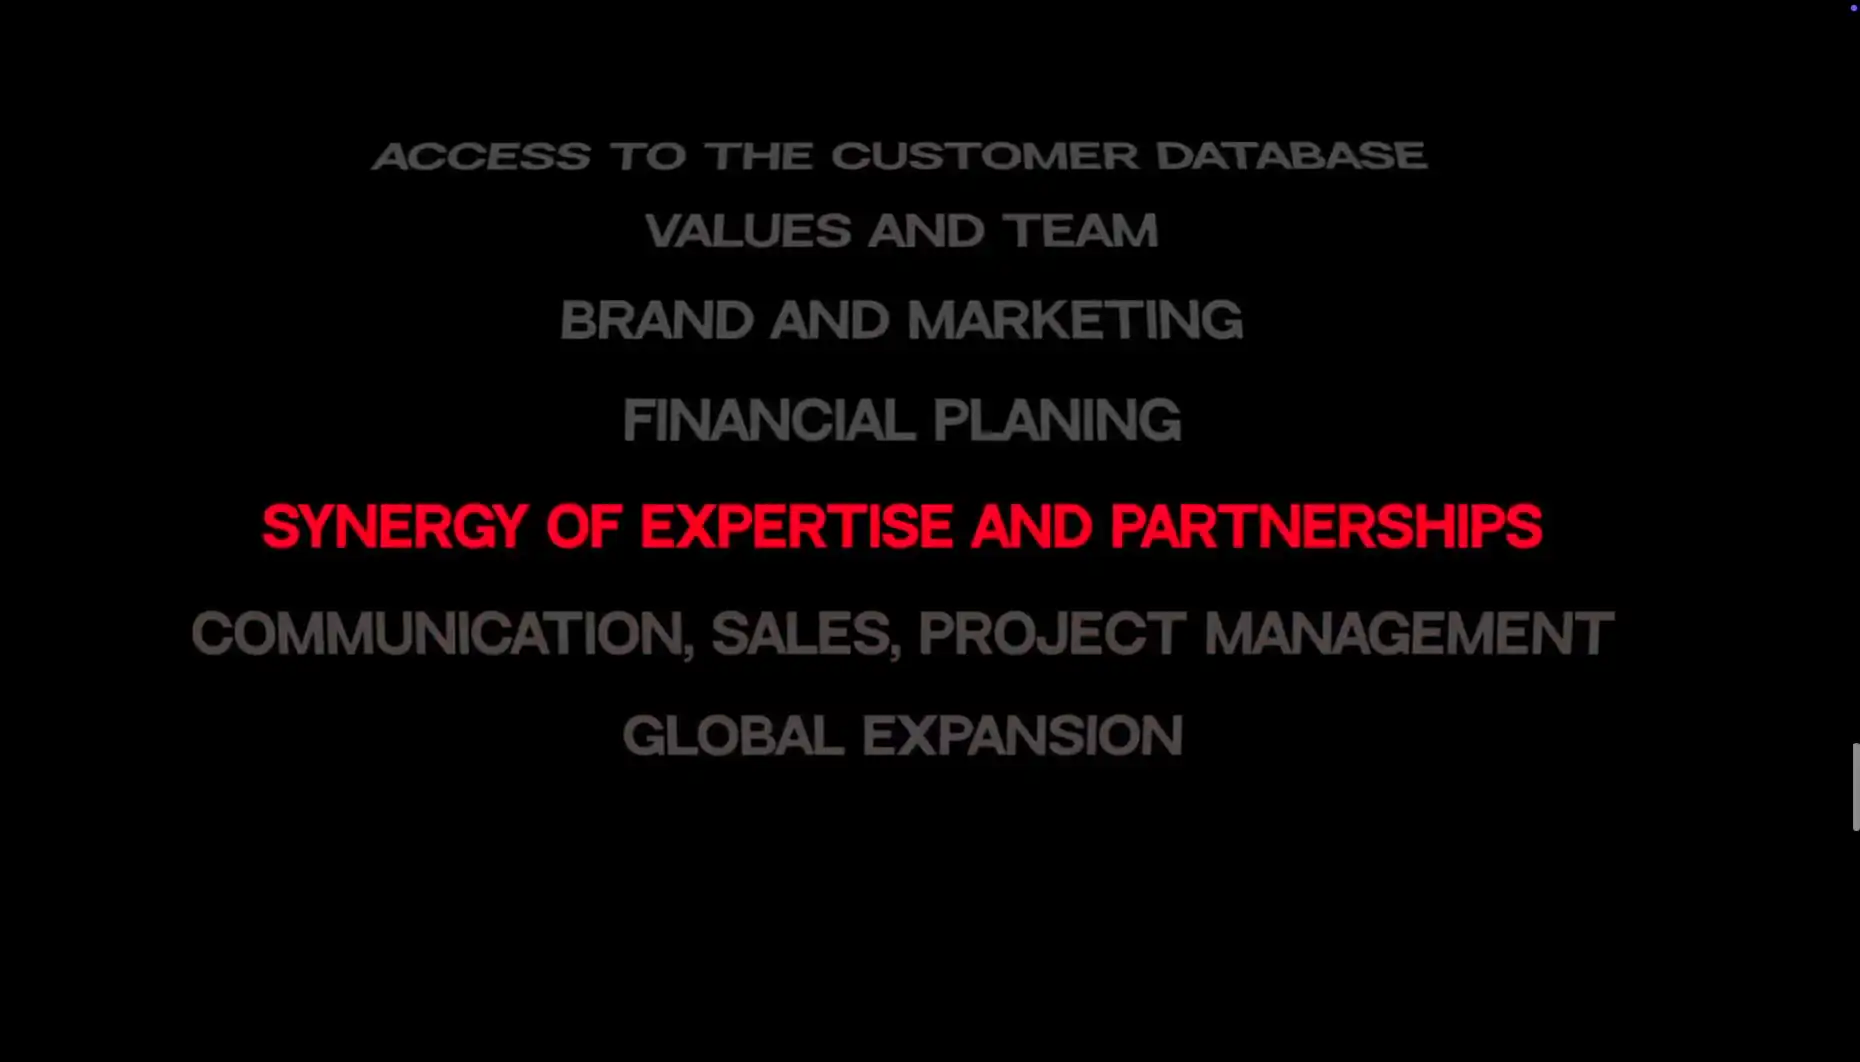 ACCESS TO THE CUSTOMER DATABASE
VALUES AND TEAM
BRAND AND MARKETING
FINANCIAL PLANING
SYNERGY OF EXPERTISE AND PARTNERSHIPS
COMMUNICATION, SALES, PROJECT MANAGEMENT
GLOBAL EXPANSION